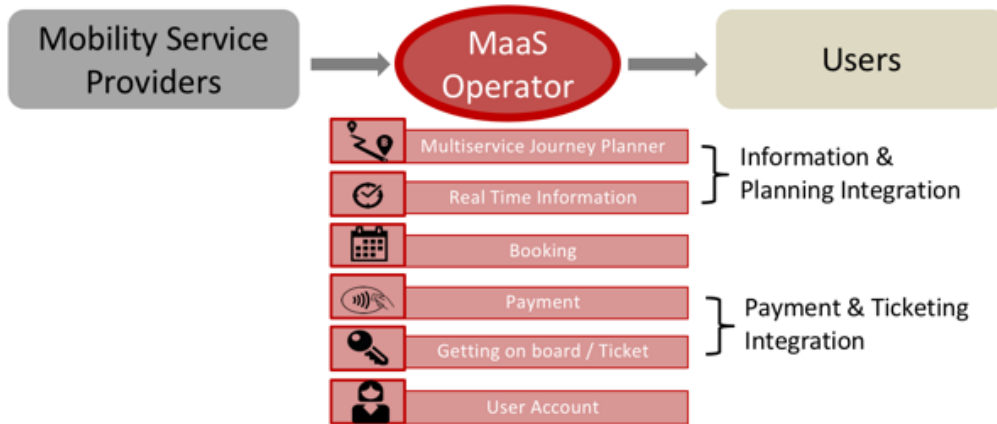 Mobility Service
Providers
MaaS
Operator
Users
Multiservice Journey Planner
Real Time Information
Information &
Planning Integration
Booking
Payment
Getting on board / Ticket
Payment & Ticketing
Integration
User Account